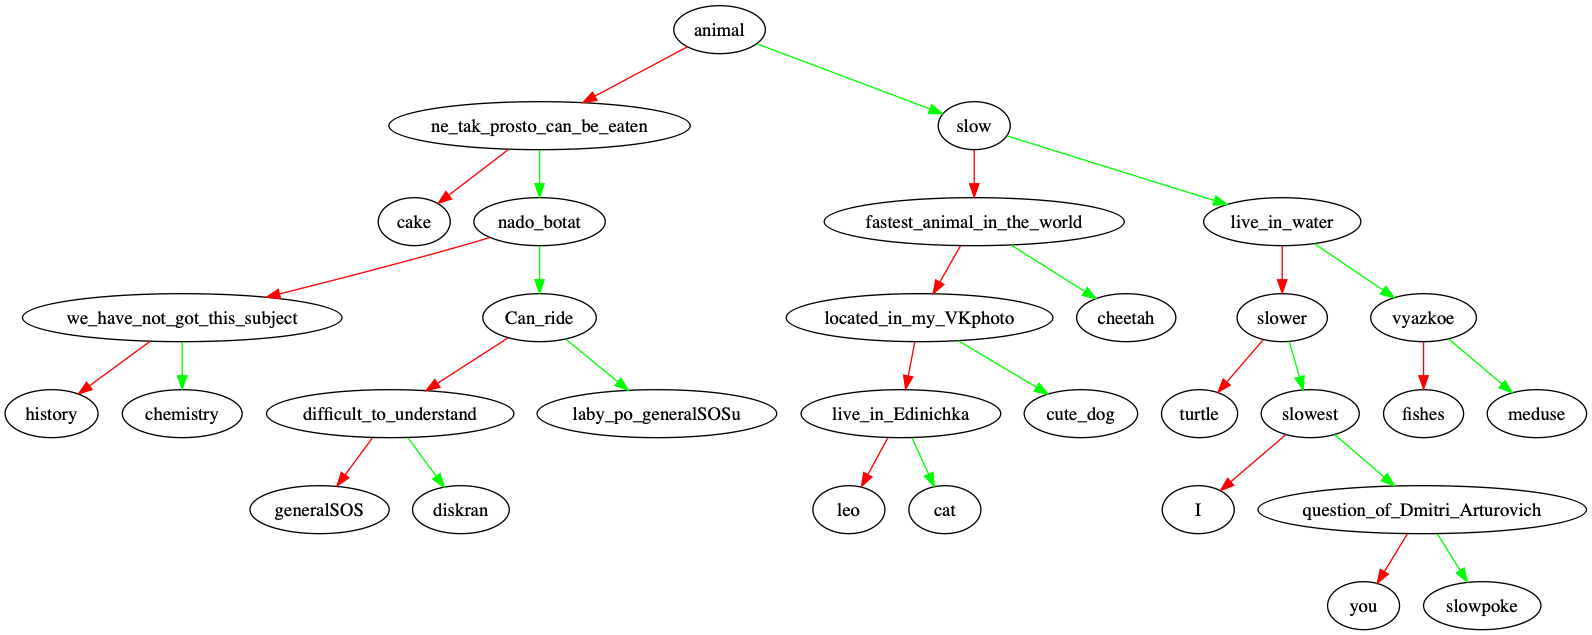 animal
ne_tak_prosto_can_be_eaten
slow
cake
nado_botat
fastest_animal_in_the_world
live_in_water
we_have_not_got_this_subject
Can_ride
located_in_my_VKphoto
cheetah
slower
vyazkoe
history
chemistry
difficult_to_understand
laby_po_generalSOSu
live_in_Edinichka
cute_dog
turtle
slowest
fishes
meduse
generalSOS
diskran
leo
cat
I
question_of_Dmitri_Arturovich
you
slowpoke